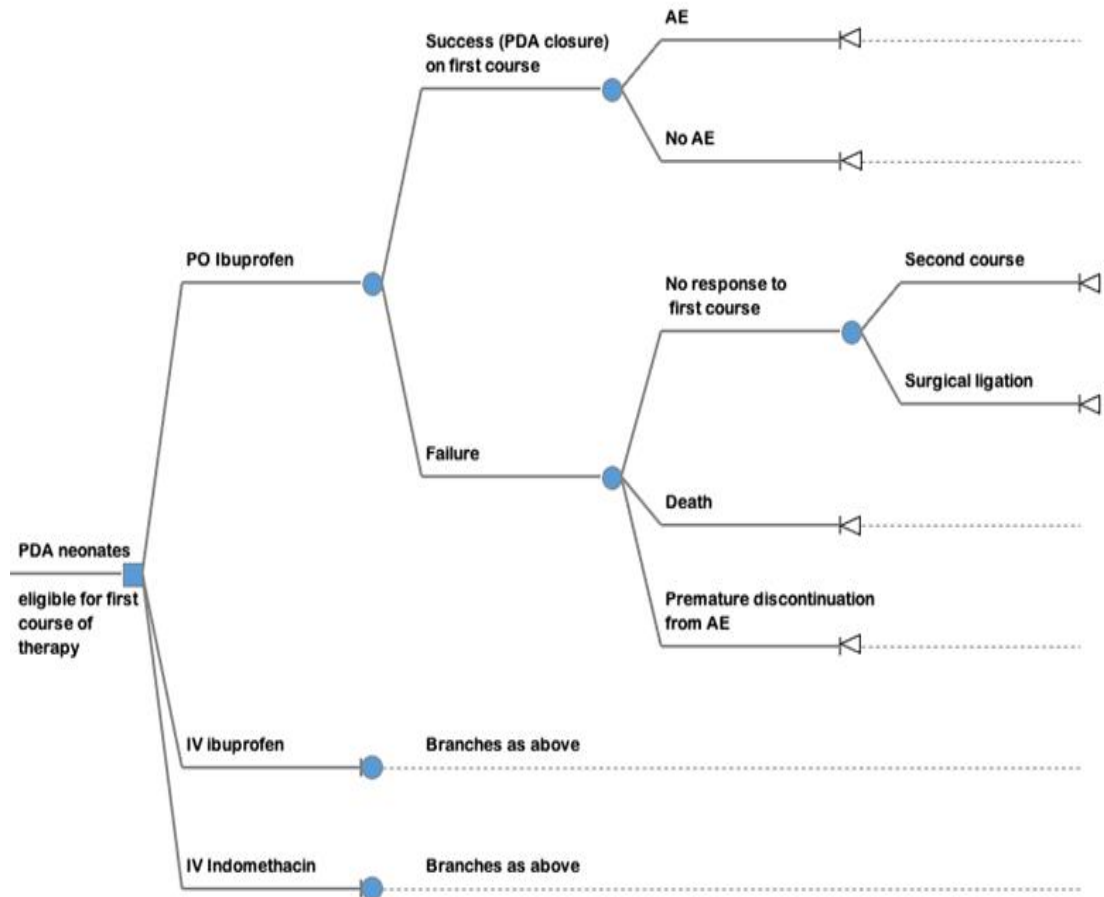 AE
Success (PDA closure)
on first course
No AE
PO Ibuprofen
Second course
No response to
first course
Surgical ligation
Failure
Death
PDA neonates
eligible for first
course of
therapy
Premature discontinuation
from AE
IV ibuprofen
Branches as above
IV Indomethacin
Branches as above